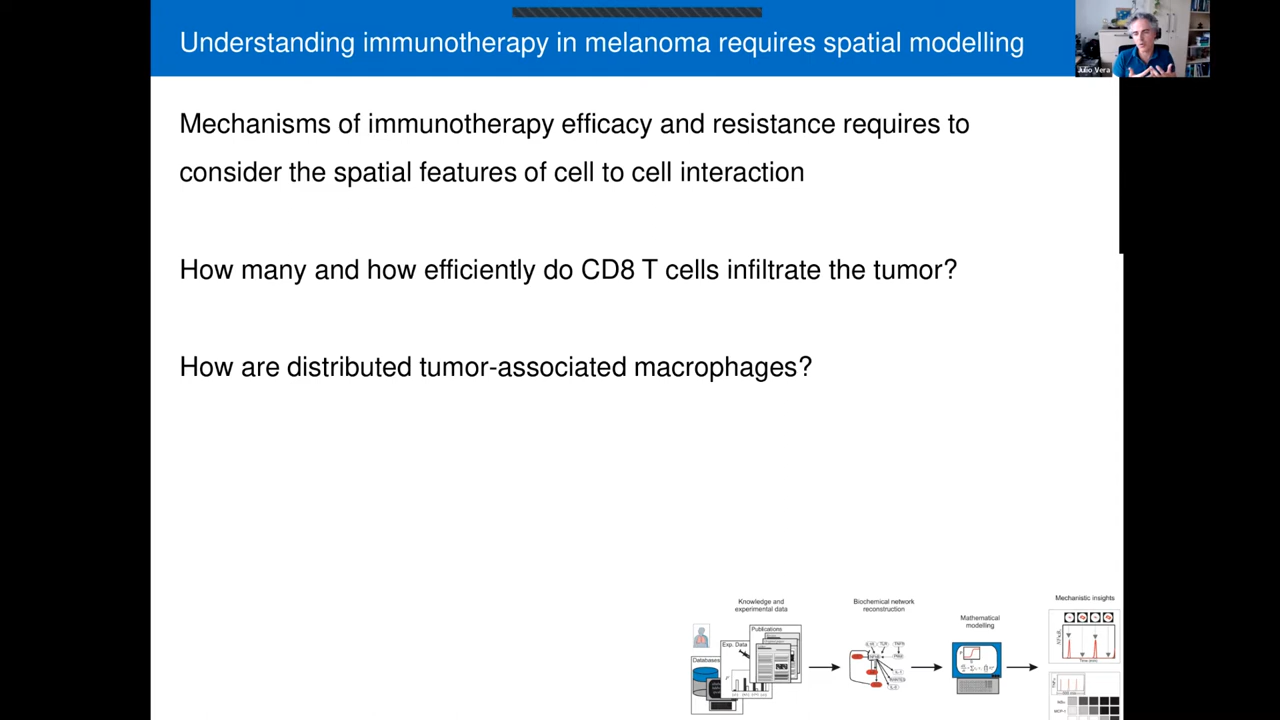 Understanding immunotherapy in melanoma requires spatial modelling
Julio Vera
Mechanisms of immunotherapy efficacy and resistance requires to
consider the spatial features of cell to cell interaction
How many and how efficiently do CD8 T cells infiltrate the tumor?
How are distributed tumor-associated macrophages?
Knowledge and
experimental data
Publications
Exp. Data
Databases
Biochemical network
reconstruction
Mathematical
modelling
Mechanistic insights